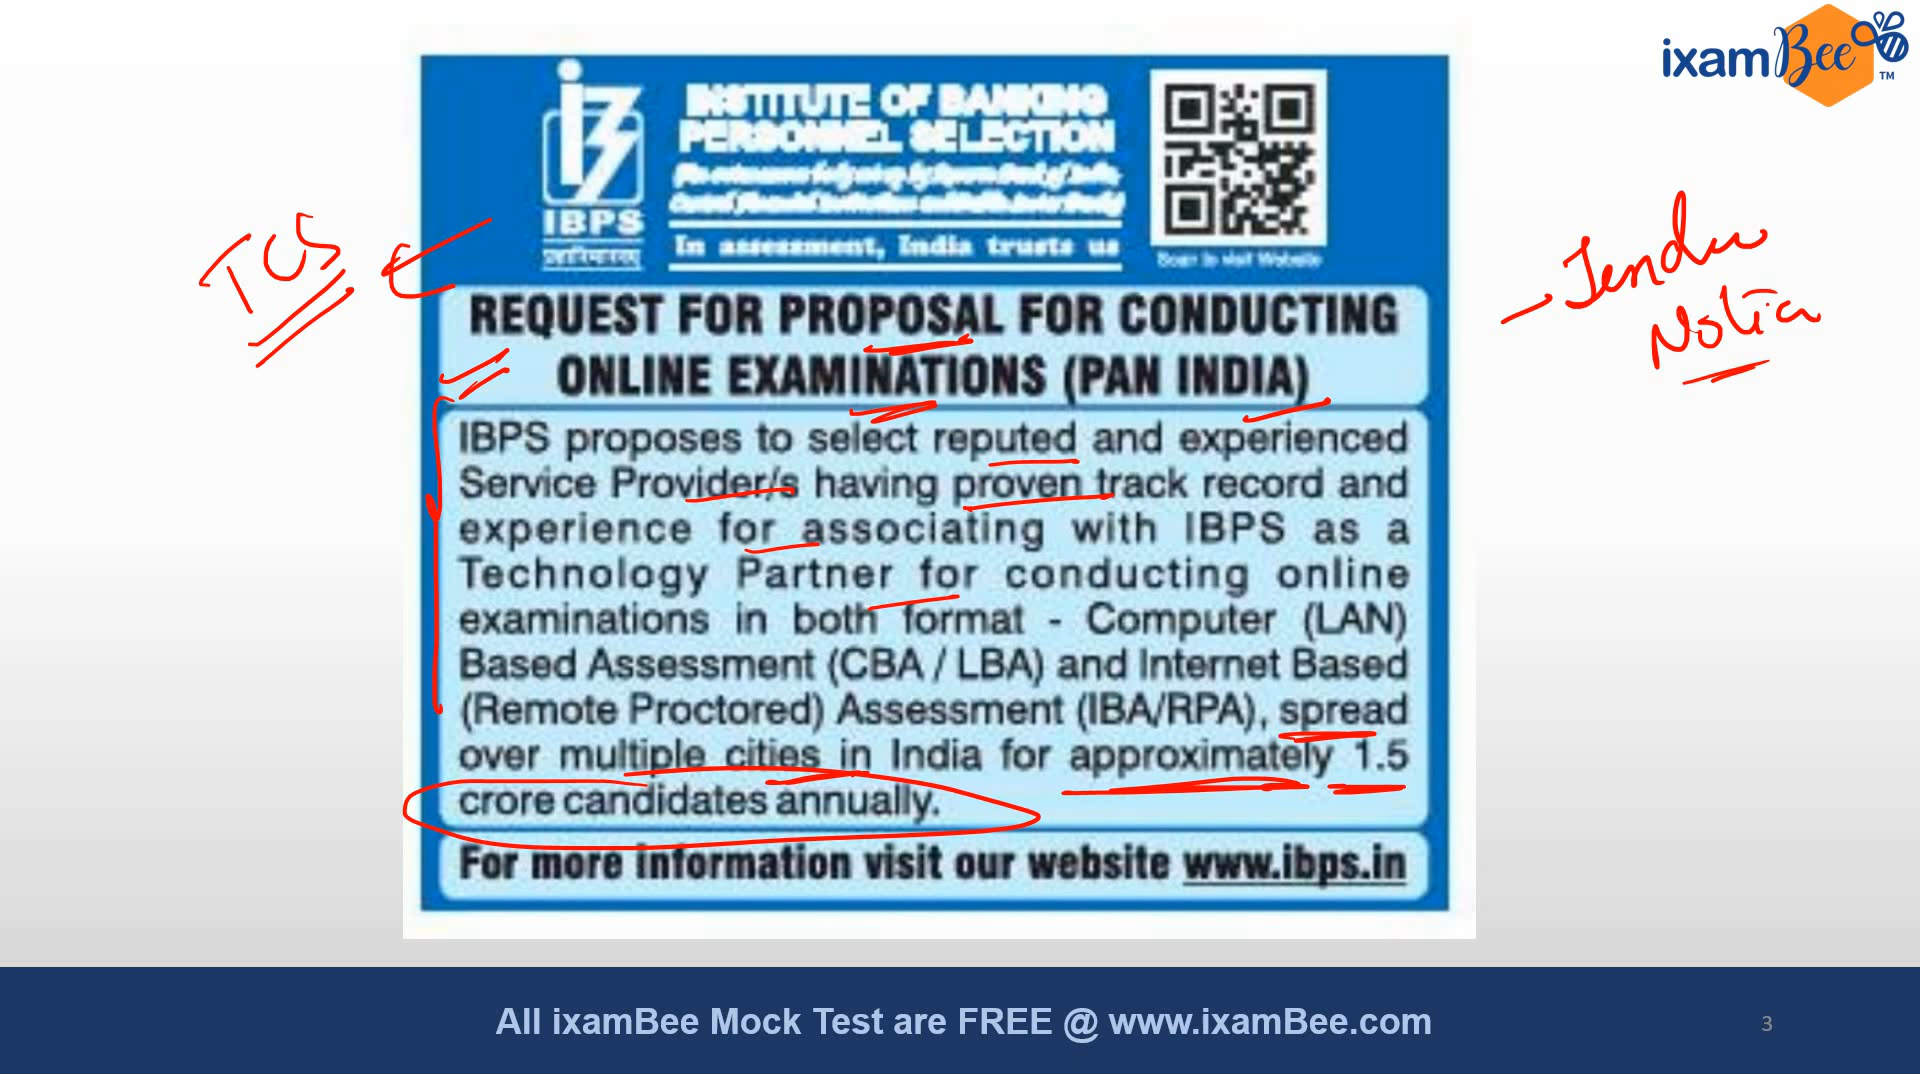 ixamBee™
INSTITUTE OF BANKING
PERSONNEL SELECTION
IBPS
In assessment, India trusts us
Scan to visit Website
TCS
Tender
Notice
REQUEST FOR PROPOSAL FOR CONDUCTING
ONLINE EXAMINATIONS (PAN INDIA)
IBPS proposes to select reputed and experienced
Service Provider/s having proven track record and
experience for associating with IBPS as a
Technology Partner for conducting online
examinations in both format - Computer (LAN)
Based Assessment (CBA / LBA) and Internet Based
(Remote Proctored) Assessment (IBA/RPA), spread
over multiple cities in India for approximately 1.5
crore candidates annually.
For more information visit our website www.ibps.in
All ixamBee Mock Test are FREE @ www.ixamBee.com
3